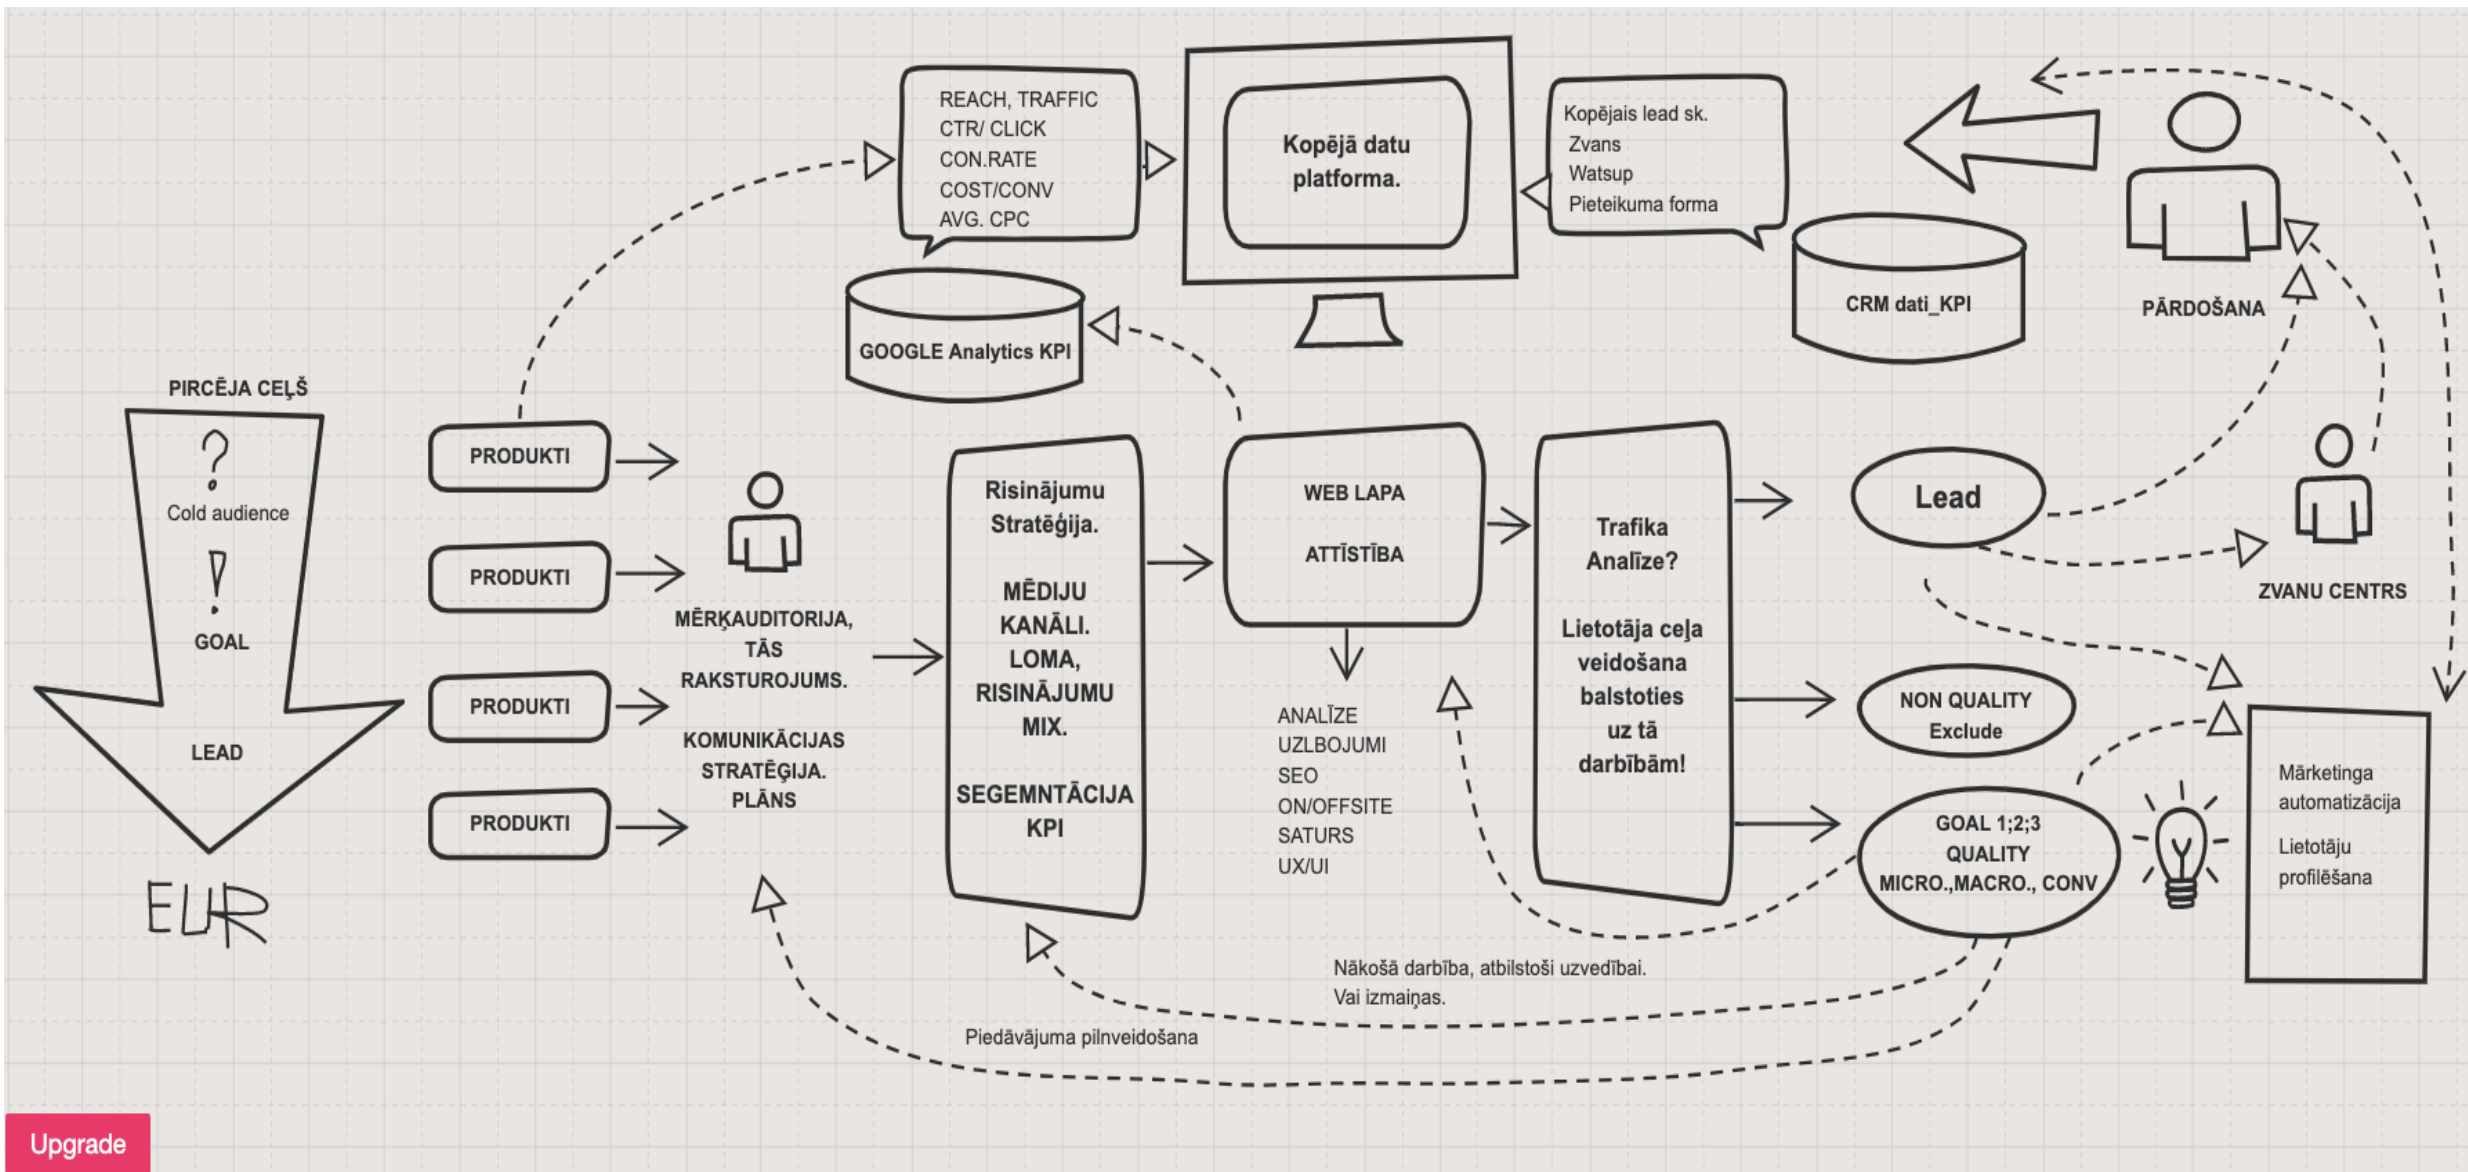 PIRCĒJA CEĻŠ
?
Cold audience
!
GOAL
LEAD
EUR
PRODUKTI
PRODUKTI
PRODUKTI
PRODUKTI
MĒRĶAUDITORIJA,
TĀS
RAKSTUROJUMS.
KOMUNIKĀCIJAS
STRATĒĢIJA.
PLĀNS
REACH, TRAFFIC
CTR/ CLICK
CON.RATE
COST/CONV
AVG. CPC
GOOGLE Analytics KPI
Kopējā datu
platforma.
Kopējais lead sk.
Zvans
Watsup
Pieteikuma forma
CRM dati_KPI
PĀRDOŠANA
Risinājumu
Stratēģija.
MĒDIJU
KANĀLI.
LOMA,
RISINĀJUMU
MIX.
SEGEMNTĀCIJA
KPI
WEB LAPA
ATTĪSTĪBA
ANALĪZE
UZLBOJUMI
SEO
ON/OFFSITE
SATURS
UX/UI
Trafika
Analīze?
Lietotāja ceļa
veidošana
balstoties
uz tā
darbībām!
Lead
ZVANU CENTRS
NON QUALITY
Exclude
GOAL 1;2;3
QUALITY
MICRO.,MACRO., CONV
Mārketinga
automatizācija
Lietotāju
profilēšana
Nākošā darbība, atbilstoši uzvedībai.
Vai izmaiņas.
Piedāvājuma pilnveidošana
Upgrade